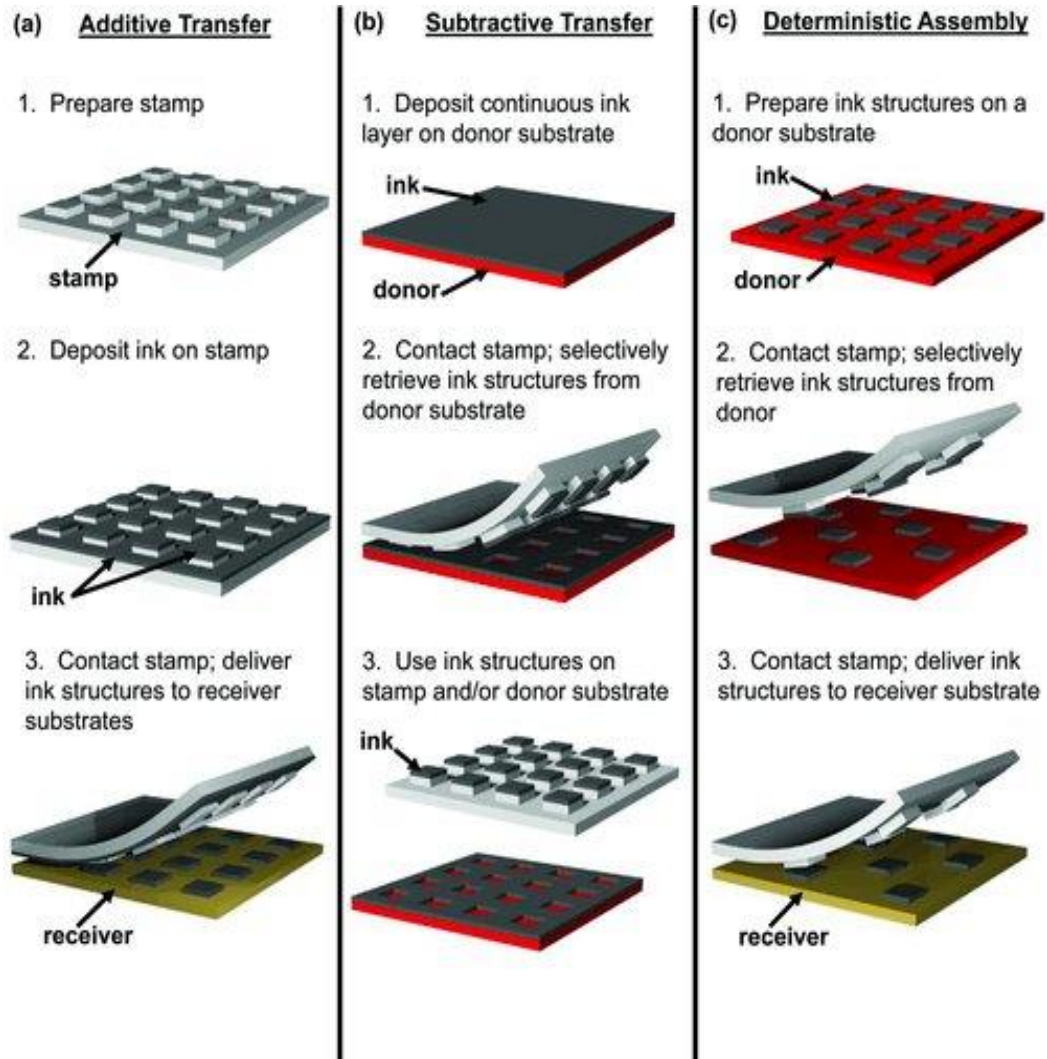 (a) Additive Transfer
1. Prepare stamp
stamp
2. Deposit ink on stamp
ink
3. Contact stamp; deliver
ink structures to receiver
substrates
receiver
(b) Subtractive Transfer
1. Deposit continuous ink
layer on donor substrate
ink
donor
2. Contact stamp; selectively
retrieve ink structures from
donor substrate
3. Use ink structures on
stamp and/or donor substrate
ink
(c) Deterministic Assembly
1. Prepare ink structures on a
donor substrate
ink
donor
2. Contact stamp; selectively
retrieve ink structures from
donor
3. Contact stamp; deliver ink
structures to receiver substrate
receiver